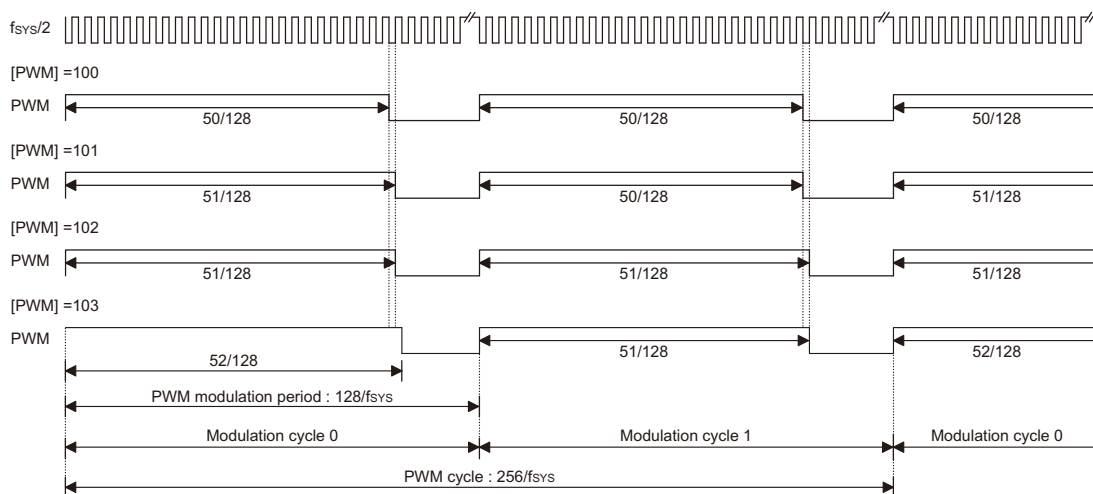 fSYS/2
[PWM] =100
PWM
50/128 50/128 50/128
[PWM] =101
PWM
51/128 50/128 51/128
[PWM] =102
PWM
51/128 51/128 51/128
[PWM] =103
PWM
52/128 51/128 52/128
PWM modulation period : 128/fSYS
Modulation cycle 0 Modulation cycle 1 Modulation cycle 0
PWM cycle : 256/fSYS